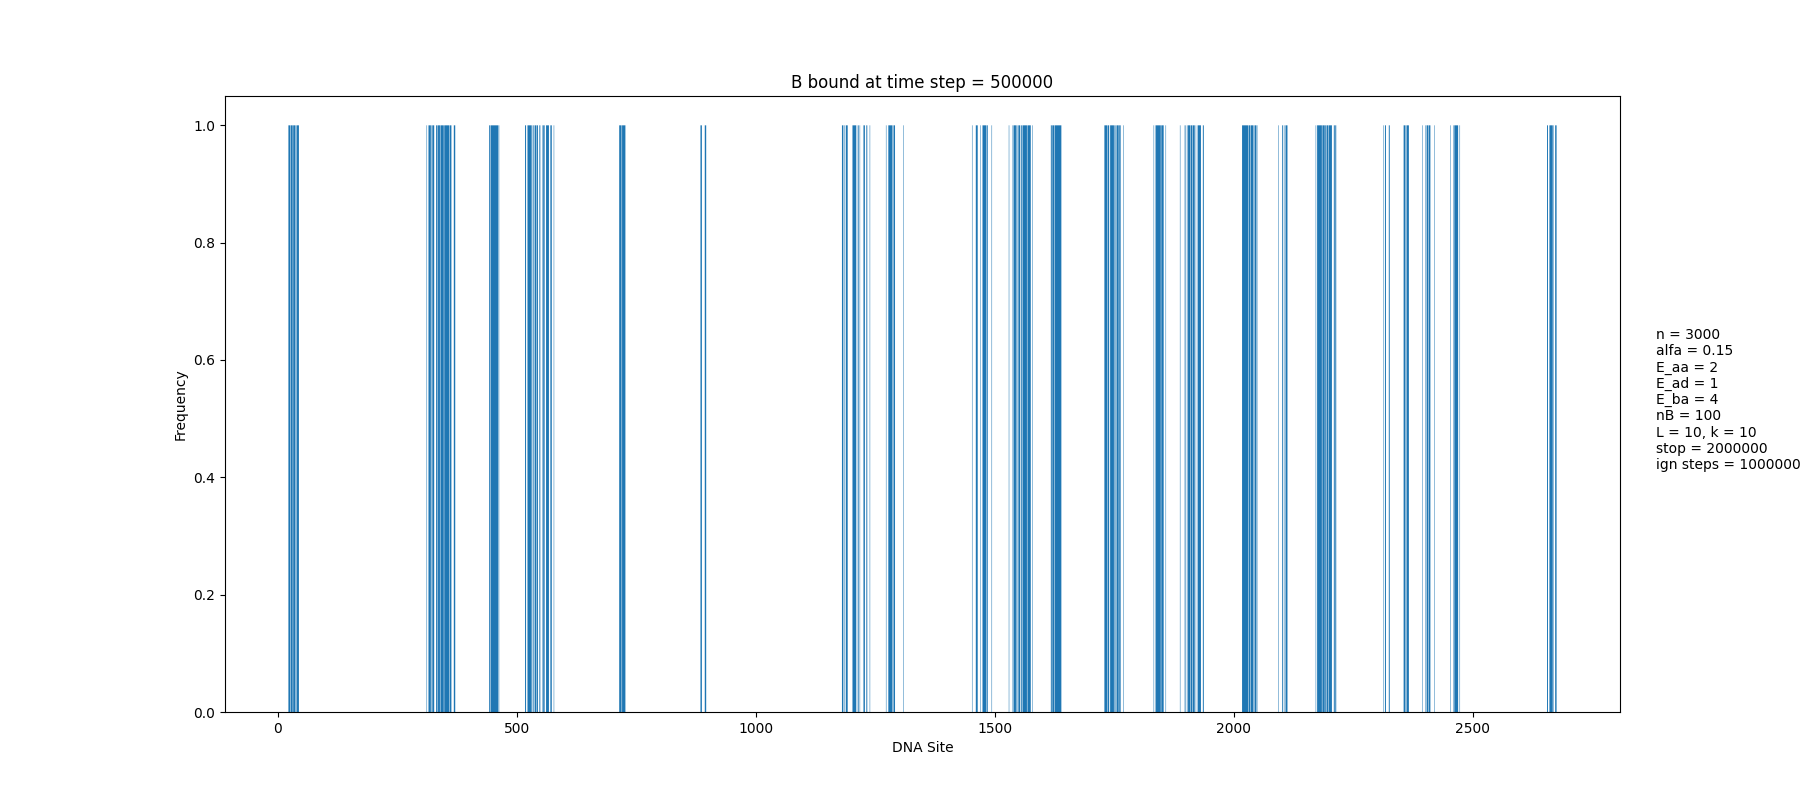 B bound at time step = 500000
1.0
0.8
0.6
0.4
0.2
0.0
Frequency
0 500 1000 1500 2000 2500
DNA Site
n = 3000
alfa = 0.15
E_aa = 2
E_ad = 1
E_ba = 4
nB = 100
L = 10, k = 10
stop = 2000000
ign steps = 1000000